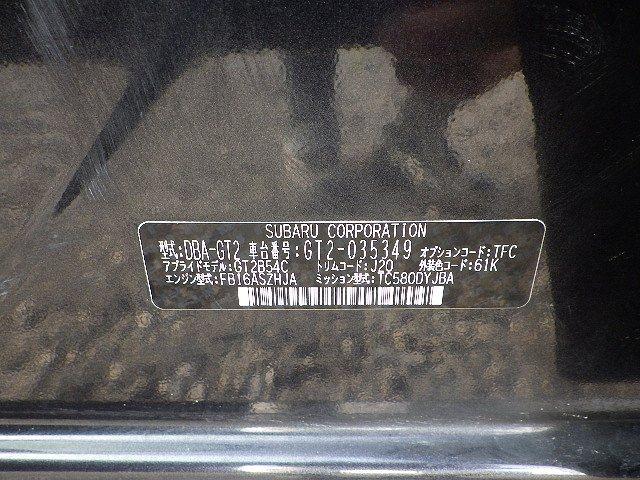 SUBARU CORPORATION
型式:DBA-GT2 車台番号:GT2-035349 オプションコード:TFC
アプライドモデル:GT2B54C トリムコード:J20 外装色コード:61K
エンジン型式:FB16ASZHJA ミッション型式:TC580DYJBA